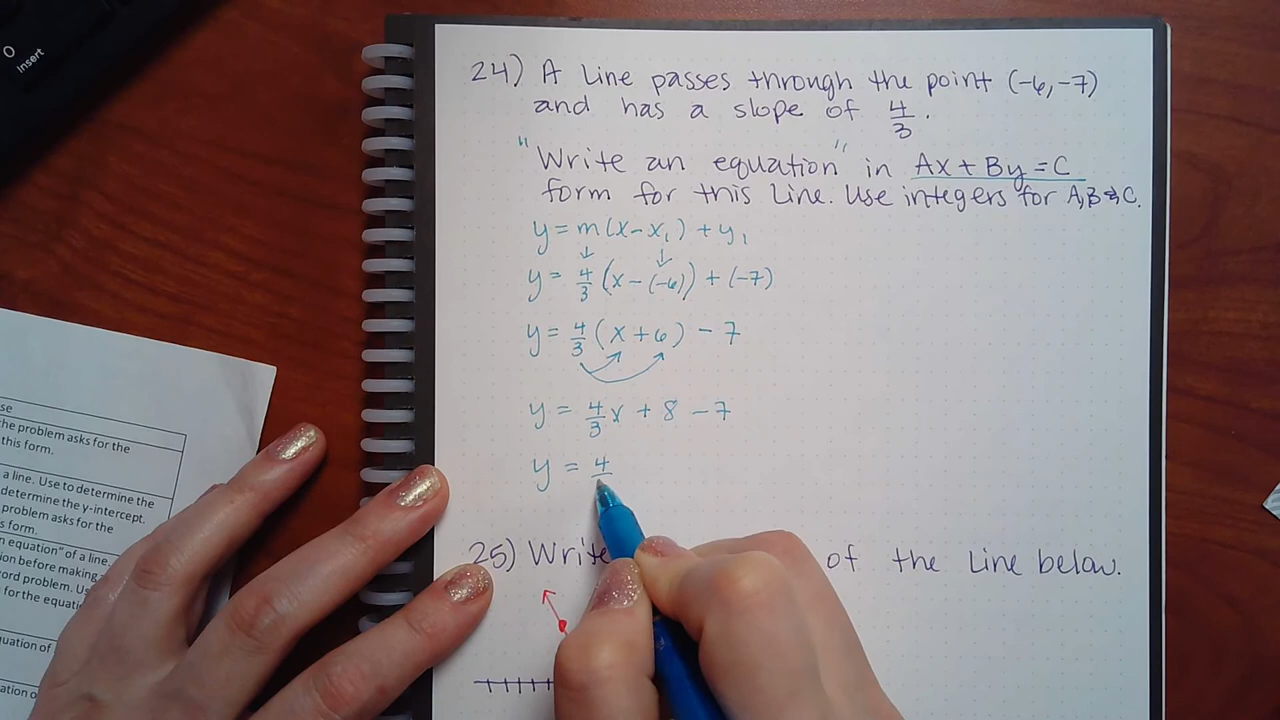 O
Insert
24) A line passes through the point (-6,-7)
and has a slope of 4/3.
"Write an equation" in Ax + By = C
form for this line. Use integers for A, B & C.
y = m(x - x₁) + y₁
y = 4/3 (x - (-6)) + (-7)
y = 4/3 (x + 6) - 7
y = 4/3 x + 8 - 7
y = 4
25) Write of the line below.
se
the problem asks for the
this form.
a line. Use to determine the
determine the y-intercept.
problem asks for the
s form.
n equation" of a line.
ion before making
ord problem. Us
for the equati
quation of
ation o